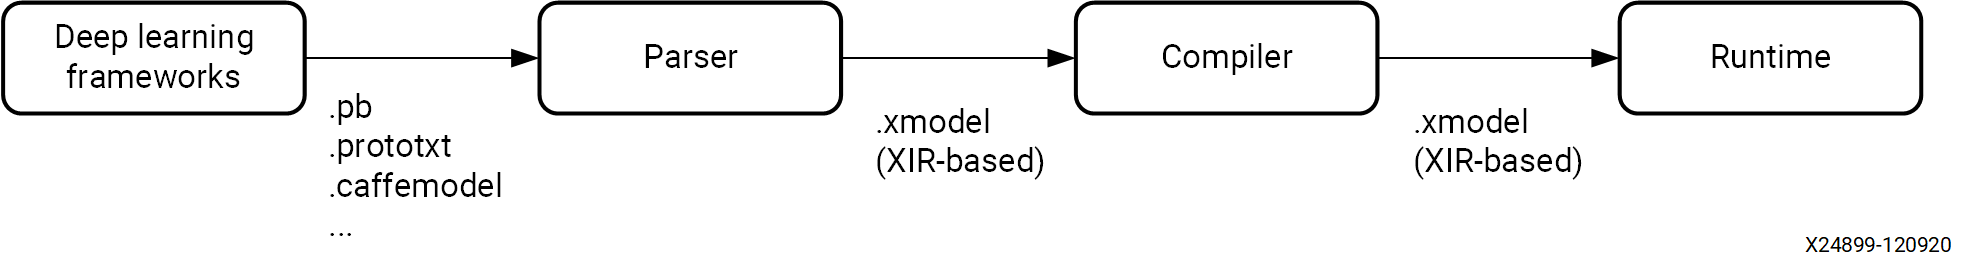 Deep learning
frameworks
.pb
.prototxt
.caffemodel
...
Parser
.xmodel
(XIR-based)
Compiler
.xmodel
(XIR-based)
Runtime
X24899-120920